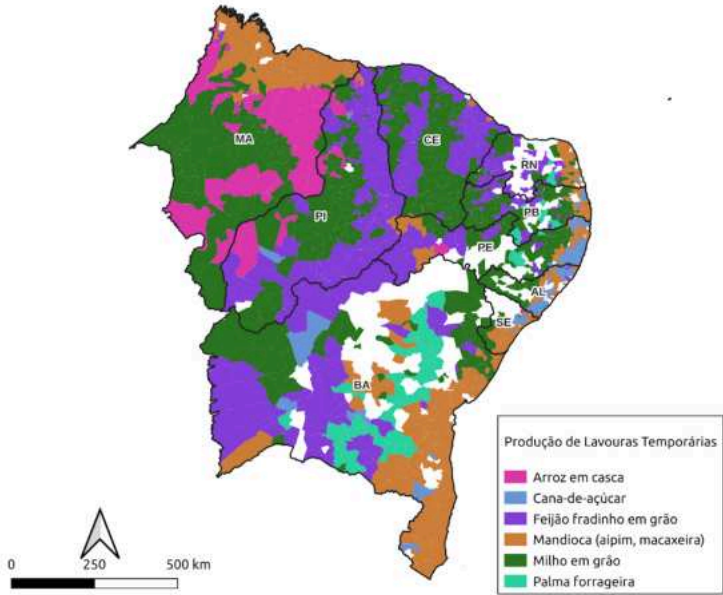 MA
CE
RN
PI
PB
PE
AL
SE
BA
Produção de Lavouras Temporárias
Arroz em casca
Cana-de-açúcar
Feijão fradinho em grão
Mandioca (aipim, macaxeira)
Milho em grão
Palma forrageira
0 250 500 km